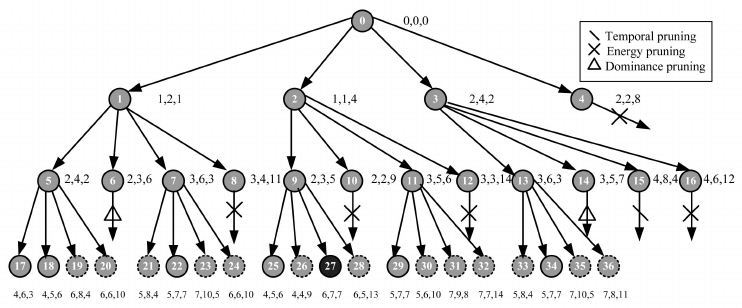 0 0,0,0
Temporal pruning
Energy pruning
Dominance pruning
1 1,2,1 2 1,1,4 3 2,4,2 4 2,2,8
5 2,4,2 6 2,3,6 7 3,6,3 8 3,4,11 9 2,3,5 10 2,2,9 11 3,5,6 12 3,3,14 13 3,6,3 14 3,5,7 15 4,8,4 16 4,6,12
17 18 19 20 21 22 23 24 25 26 27 28 29 30 31 32 33 34 35 36
4,6,3 4,5,6 6,8,4 6,6,10 5,8,4 5,7,7 7,10,5 6,6,10 4,5,6 4,4,9 6,7,7 6,5,13 5,7,7 5,6,10 7,9,8 7,7,14 5,8,4 5,7,7 7,10,5 7,8,11